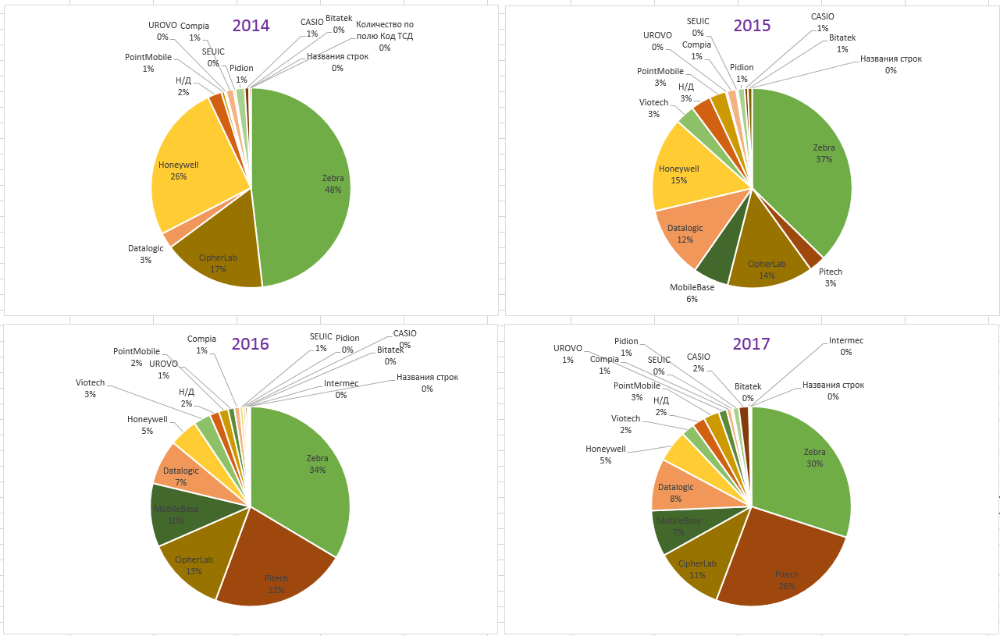 2014
UROVO
0%
Compia
1%
CASIO
1%
Bitatek
0%
Количество по
полю Код ТСД
0%
PointMobile
1%
SEUIC
0%
Pidion
1%
Названия строк
0%
Н/Д
2%
Honeywell
26%
Zebra
48%
Datalogic
3%
CipherLab
17%
2015
SEUIC
0%
CASIO
1%
UROVO
0%
Compia
1%
Bitatek
1%
PointMobile
3%
Pidion
1%
Названия строк
0%
Н/Д
3%
Viotech
3%
Honeywell
15%
Zebra
37%
Datalogic
12%
CipherLab
14%
Pitech
3%
MobileBase
6%
2016
Compia
1%
SEUIC
1%
Pidion
0%
CASIO
0%
PointMobile
2%
UROVO
1%
Bitatek
0%
Viotech
3%
Н/Д
2%
Intermec
0%
Названия строк
0%
Honeywell
5%
Zebra
34%
Datalogic
7%
MobileBase
10%
CipherLab
13%
Pitech
22%
2017
UROVO
1%
Pidion
1%
Compia
1%
SEUIC
0%
CASIO
2%
Intermec
0%
PointMobile
3%
Bitatek
0%
Названия строк
0%
Н/Д
2%
Viotech
2%
Honeywell
5%
Zebra
30%
Datalogic
8%
MobileBase
7%
CipherLab
11%
Pitech
26%